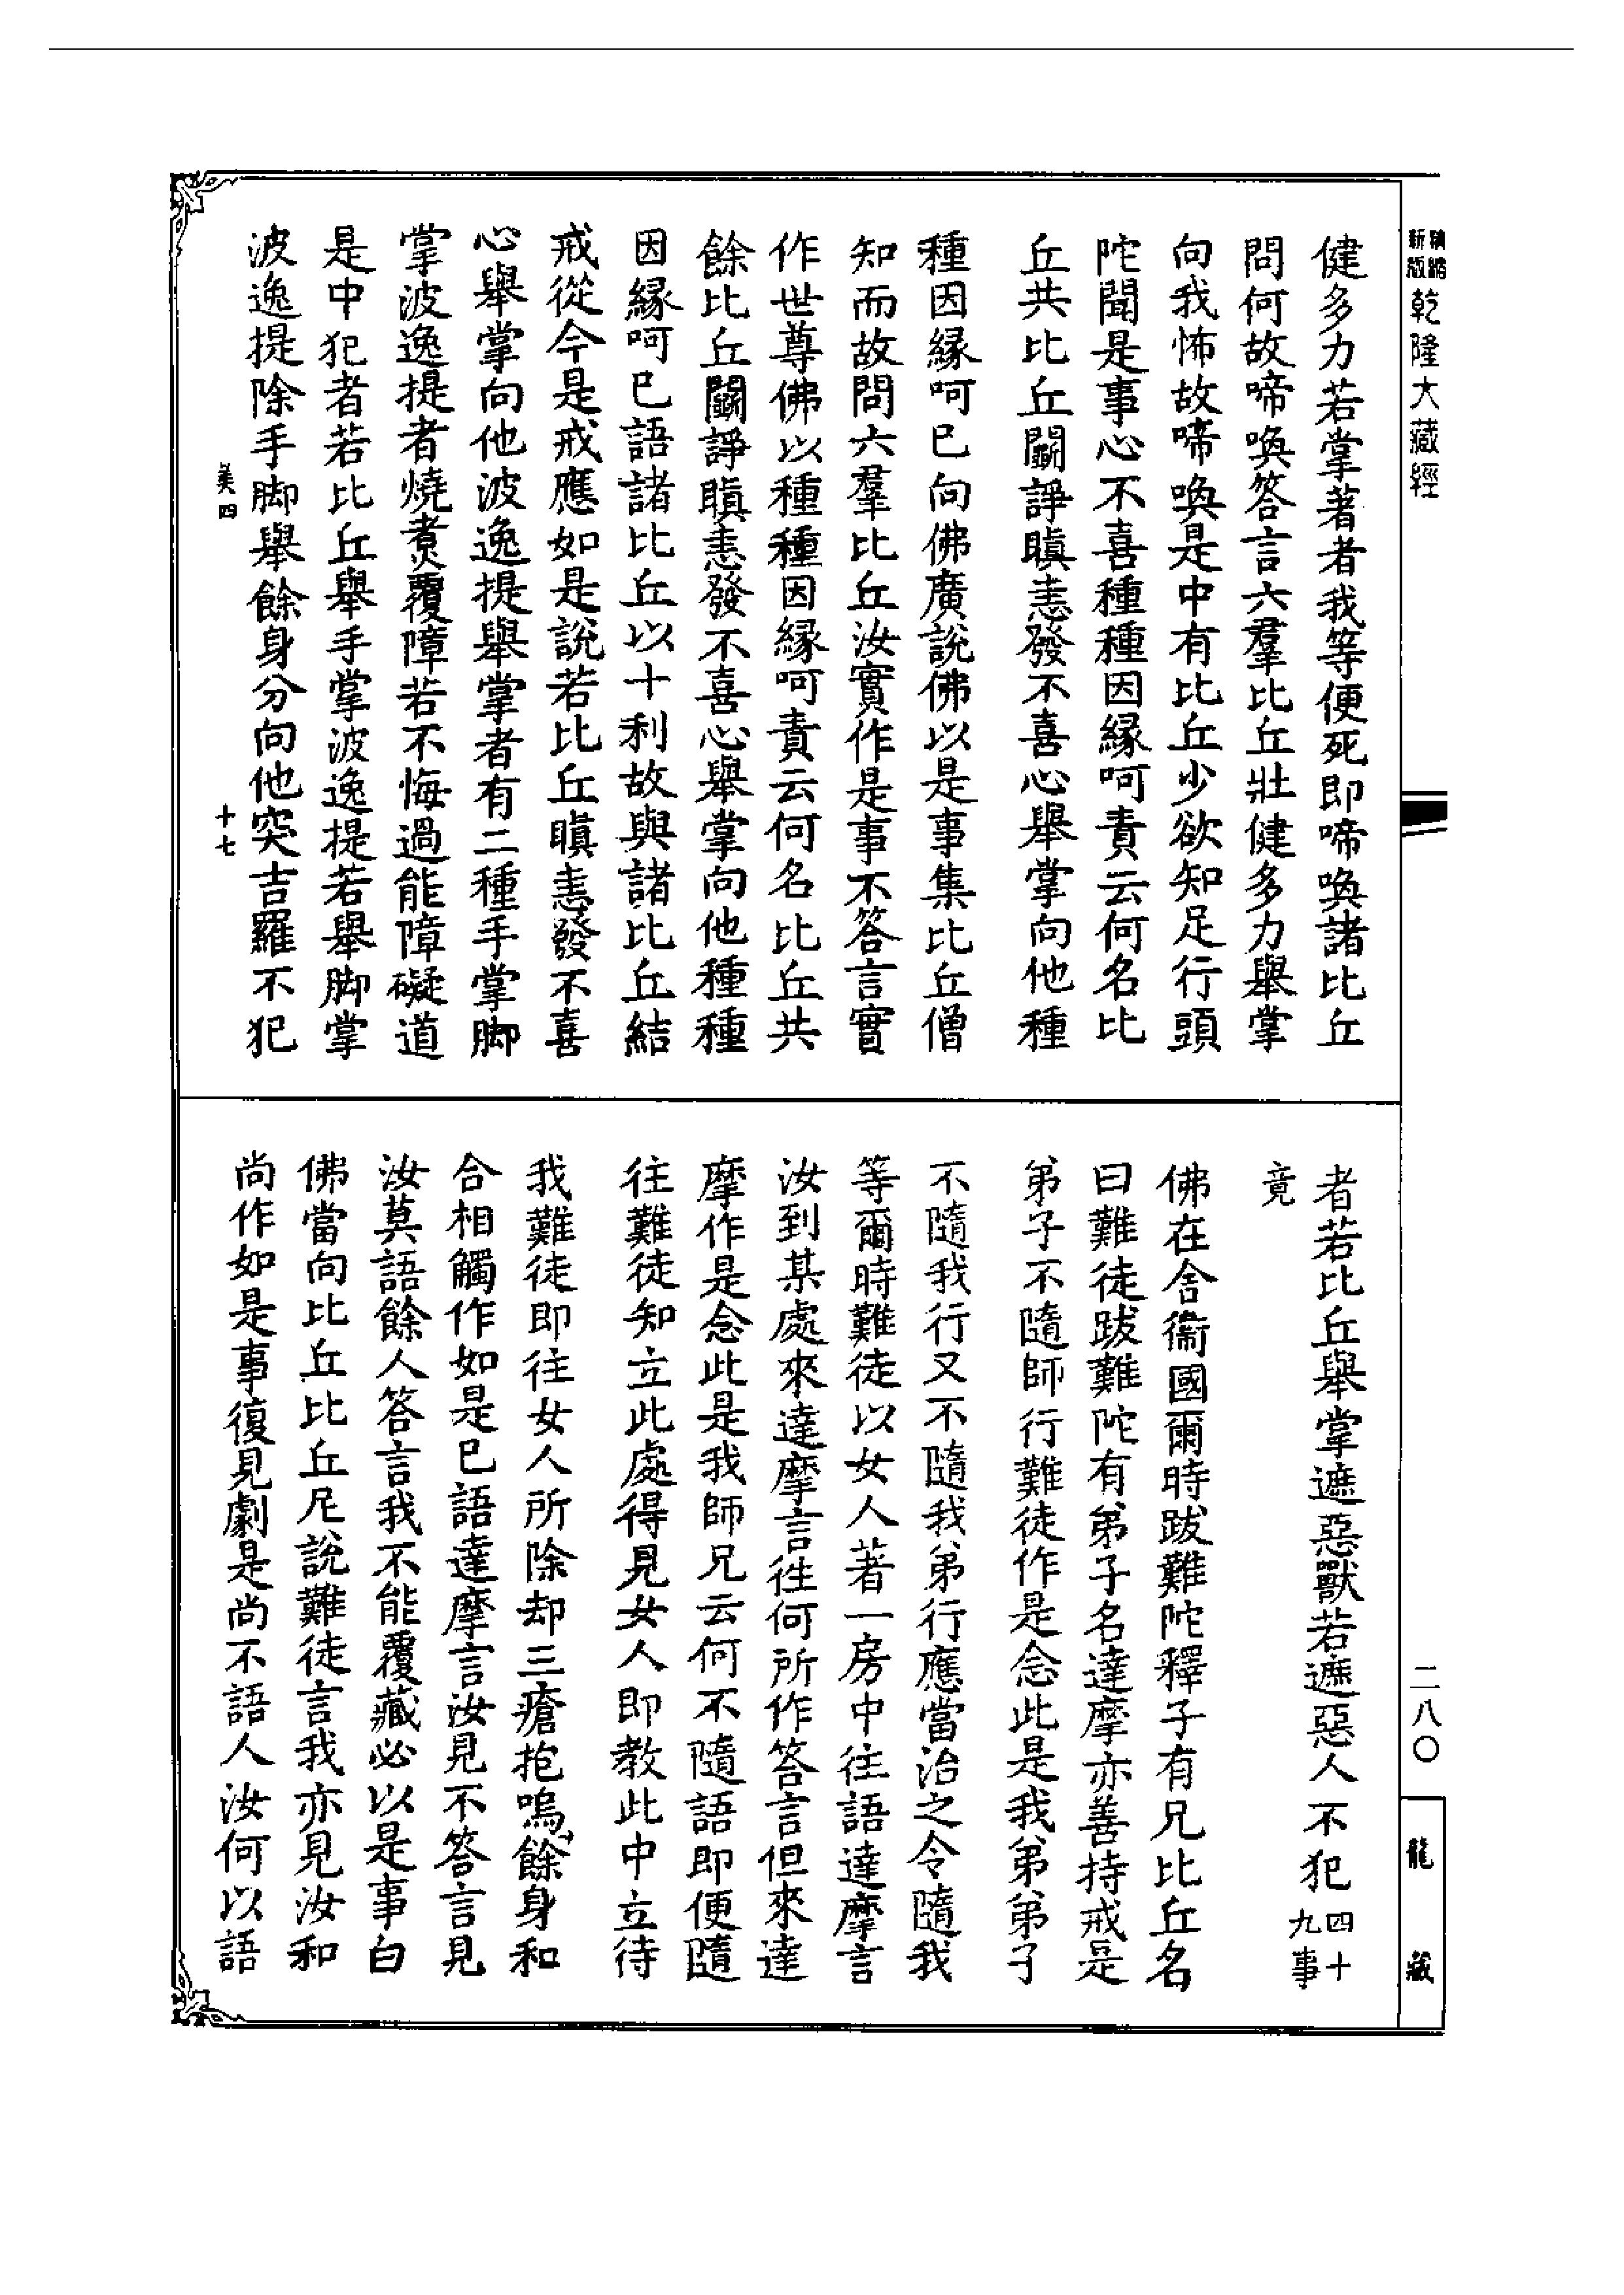 新版精縮乾隆大藏經
健多力若掌著者我等便死即啼喚諸比丘
問何故啼喚答言六羣比丘壯健多力舉掌
向我怖故啼喚是中有比丘少欲知足行頭
陀聞是事心不喜種種因緣呵責云何名比
丘共比丘鬬諍瞋恚發不喜心舉掌向他種
種因緣呵已向佛廣說佛以是事集比丘僧
知而故問六羣比丘汝實作是事不答言實
作世尊佛以種種因緣呵責云何名比丘共
餘比丘鬬諍瞋恚發不喜心舉掌向他種種
因緣呵已語諸比丘以十利故與諸比丘結
戒從今是戒應如是說若比丘瞋恚發不喜
心舉掌向他波逸提舉掌者有二種手掌脚
掌波逸提者燒煑覆障若不悔過能障礙道
是中犯者若比丘舉手掌波逸提若舉脚掌
波逸提除手脚舉餘身分向他突吉羅不犯
美四
十七
者若比丘舉掌遮惡獸若遮惡人不犯四十九事
竟
佛在舍衞國爾時跋難陀釋子有兄比丘名
曰難徒跋難陀有弟子名達摩亦善持戒是
弟子不隨師行難徒作是念此是我弟弟子
不隨我行又不隨我弟行應當治之令隨我
等爾時難徒以女人著一房中往語達摩言
汝到某處來達摩言往何所作答言但來達
摩作是念此是我師兄云何不隨語即便隨
往難徒知立此處得見女人即教此中立待
我難徒即往女人所除却三瘡抱嗚餘身和
合相觸作如是已語達摩言汝見不答言見
汝莫語餘人答言我不能覆藏必以是事白
佛當向比丘比丘尼說難徒言我亦見汝和
尚作如是事復見劇是尚不語人汝何以語
二八〇
龍藏